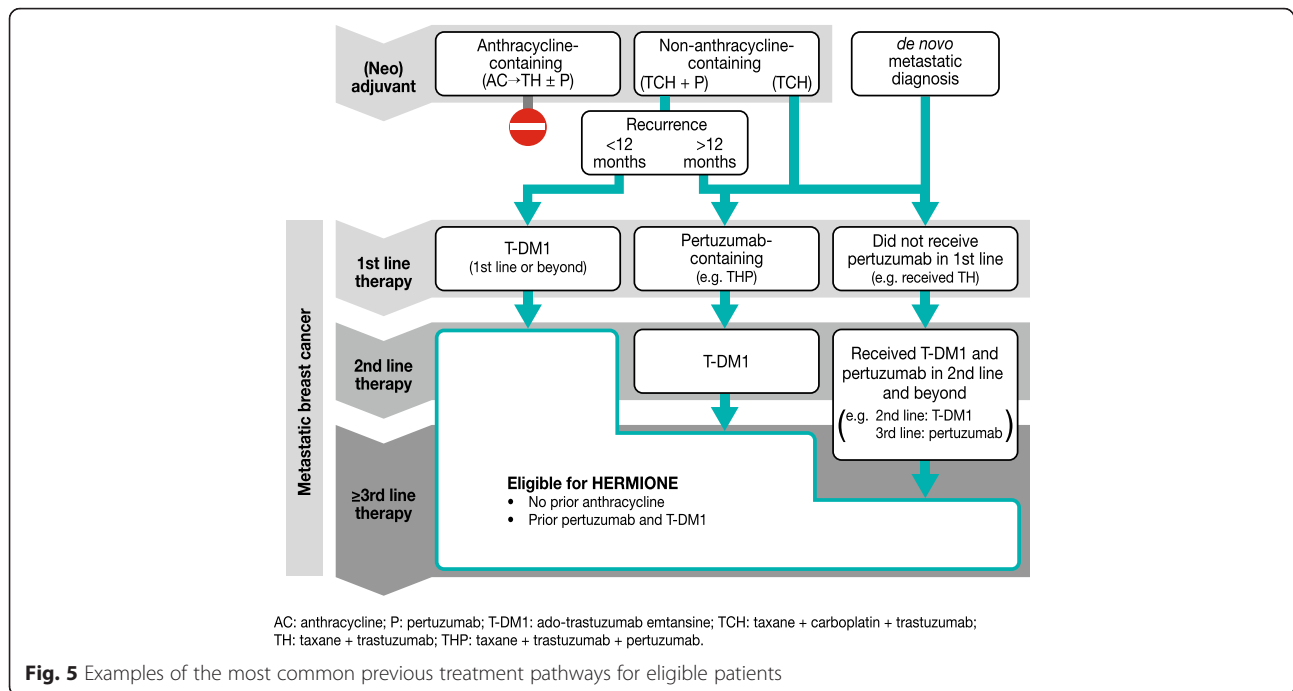 (Neo)
adjuvant
Anthracycline-
containing
(AC→TH ± P)
Non-anthracycline-
containing
(TCH + P) (TCH)
de novo
metastatic
diagnosis
Recurrence
<12
months
>12
months
Metastatic breast cancer
1st line
therapy
T-DM1
(1st line or beyond)
Pertuzumab-
containing
(e.g. THP)
Did not receive
pertuzumab in 1st line
(e.g. received TH)
2nd line
therapy
T-DM1
Received T-DM1 and
pertuzumab in 2nd line
and beyond
(e.g. 2nd line: T-DM1
3rd line: pertuzumab)
≥3rd line
therapy
Eligible for HERMIONE
• No prior anthracycline
• Prior pertuzumab and T-DM1
AC: anthracycline; P: pertuzumab; T-DM1: ado-trastuzumab emtansine; TCH: taxane + carboplatin + trastuzumab;
TH: taxane + trastuzumab; THP: taxane + trastuzumab + pertuzumab.
Fig. 5 Examples of the most common previous treatment pathways for eligible patients